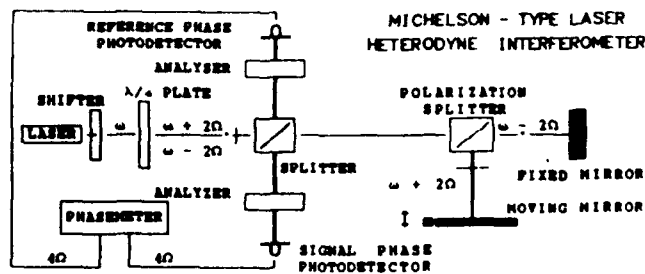 REFERENCE PHASE
PHOTODETECTOR
MICHELSON - TYPE LASER
HETERODYNE INTERFEROMETER
ANALYSER
SHIFTER
λ/4 PLATE
POLARIZATION
SPLITTER
LASER
ω
ω + 2Ω
ω - 2Ω
ω - 2Ω
SPLITTER
ANALYZER
ω + 2Ω
FIXED MIRROR
MOVING MIRROR
PHASEMETER
4Ω
4Ω
SIGNAL PHASE
PHOTODETECTOR